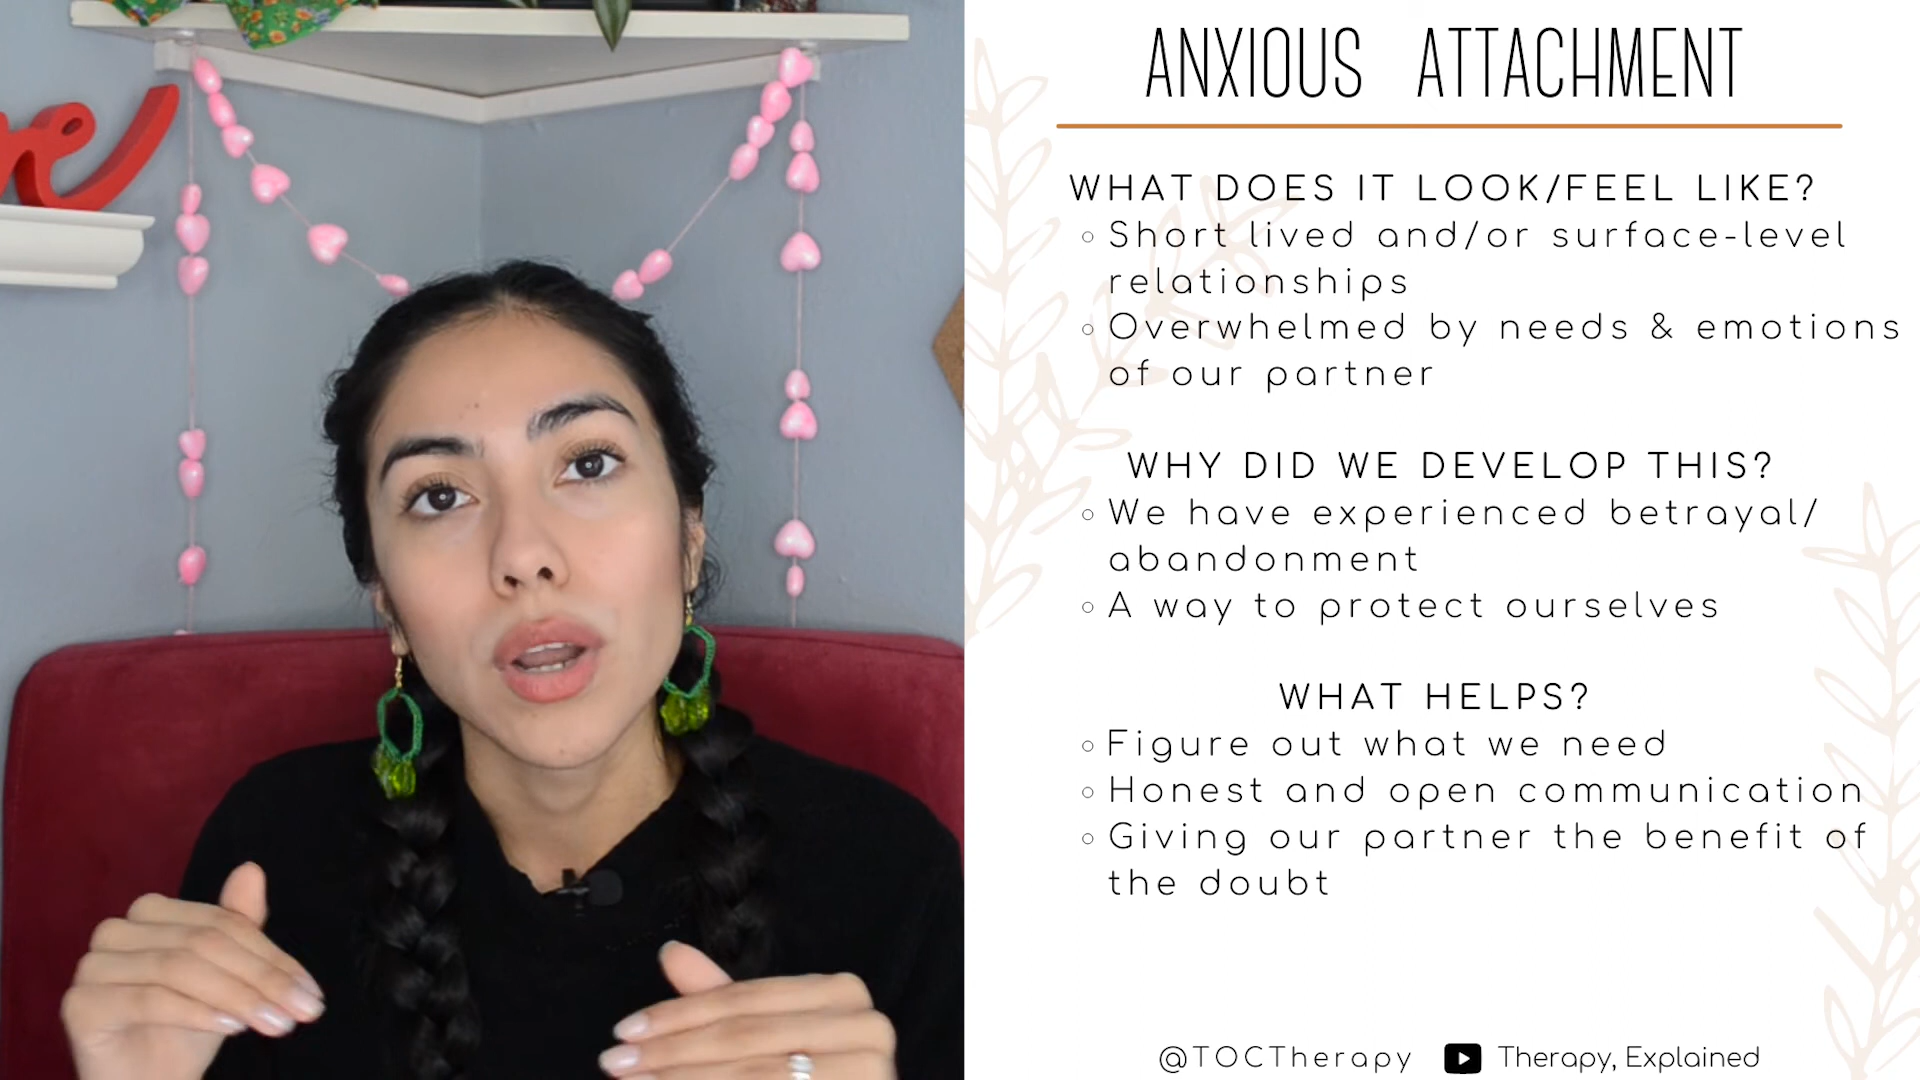 ANXIOUS ATTACHMENT
WHAT DOES IT LOOK/FEEL LIKE?
Short lived and/or surface-level
relationships
Overwhelmed by needs & emotions
of our partner
WHY DID WE DEVELOP THIS?
We have experienced betrayal/
abandonment
A way to protect ourselves
WHAT HELPS?
Figure out what we need
Honest and open communication
Giving our partner the benefit of
the doubt
@TOCTherapy Therapy, Explained